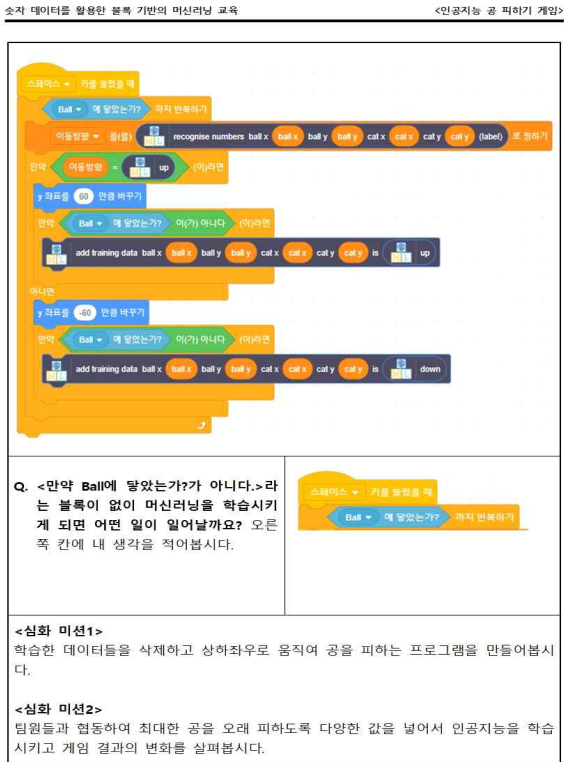 숫자 데이터를 활용한 블록 기반의 머신러닝 교육 <인공지능 공 피하기 게임>
스페이스 키를 눌렀을 때
Ball 에 닿았는가? 까지 반복하기
이동방향 을(를) ML recognise numbers ball x ball x ball y ball y cat x cat x cat y cat y (label) 로 정하기
만약 이동방향 = ML up (이)라면
y 좌표를 60 만큼 바꾸기
만약 Ball 에 닿았는가? 이(가) 아니다 (이)라면
ML add training data ball x ball x ball y ball y cat x cat x cat y cat y is ML up
아니면
y 좌표를 -60 만큼 바꾸기
만약 Ball 에 닿았는가? 이(가) 아니다 (이)라면
ML add training data ball x ball x ball y ball y cat x cat x cat y cat y is ML down
Q. <만약 Ball에 닿았는가?가 아니다.>라
는 블록이 없이 머신러닝을 학습시키
게 되면 어떤 일이 일어날까요? 오른
쪽 칸에 내 생각을 적어봅시다.
스페이스 키를 눌렀을 때
Ball 에 닿았는가? 까지 반복하기
<심화 미션1>
학습한 데이터들을 삭제하고 상하좌우로 움직여 공을 피하는 프로그램을 만들어봅시
다.
<심화 미션2>
팀원들과 협동하여 최대한 공을 오래 피하도록 다양한 값을 넣어서 인공지능을 학습
시키고 게임 결과의 변화를 살펴봅시다.